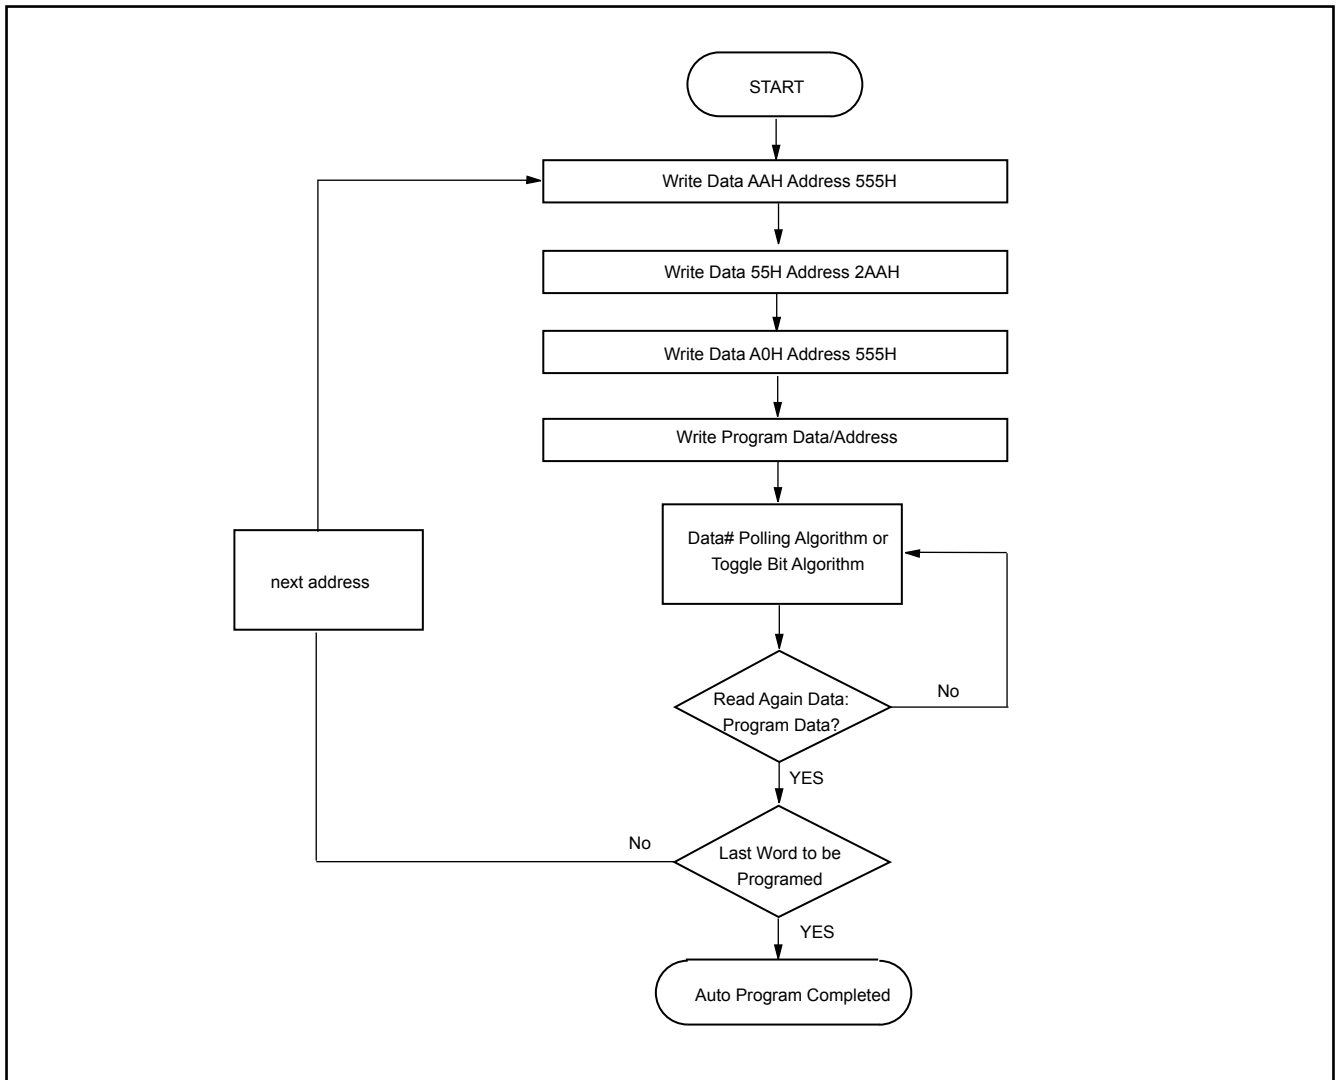 START
Write Data AAH Address 555H
Write Data 55H Address 2AAH
Write Data A0H Address 555H
Write Program Data/Address
Data# Polling Algorithm or
Toggle Bit Algorithm
next address
Read Again Data:
Program Data?
No
YES
No
Last Word to be
Programed
YES
Auto Program Completed